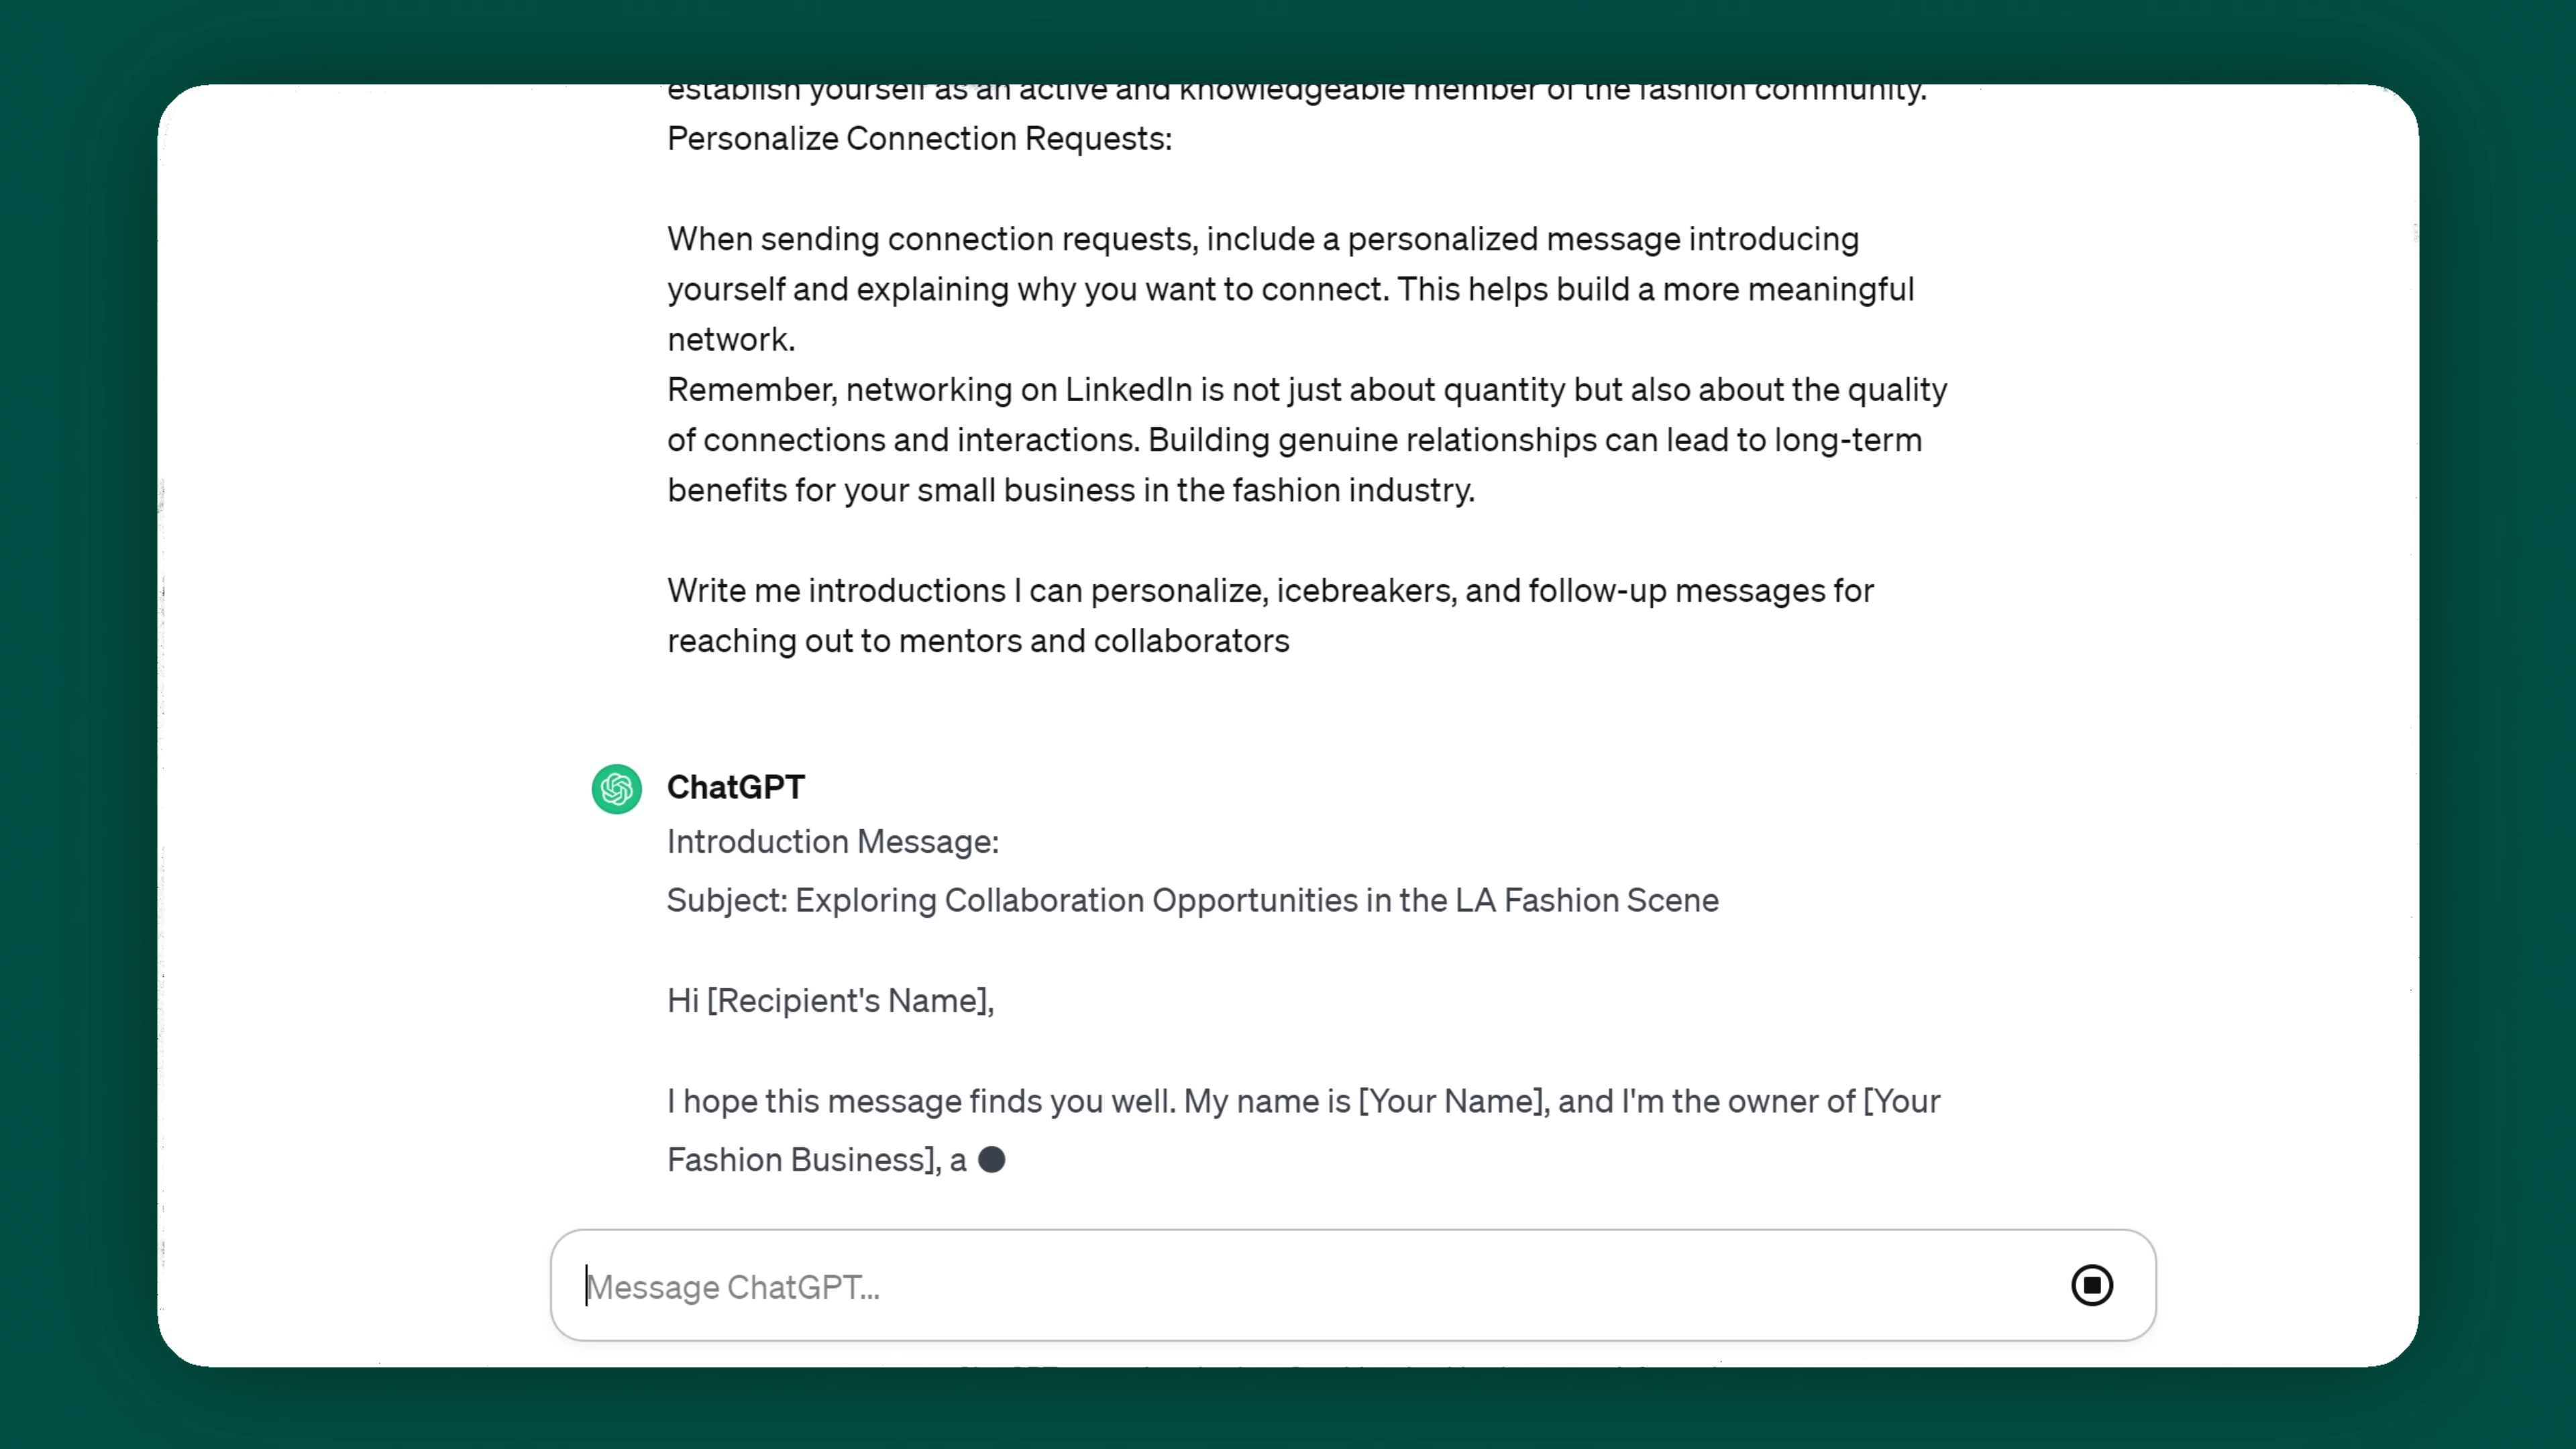 establish yourself as an active and knowledgeable member of the fashion community.
Personalize Connection Requests:
When sending connection requests, include a personalized message introducing
yourself and explaining why you want to connect. This helps build a more meaningful
network.
Remember, networking on LinkedIn is not just about quantity but also about the quality
of connections and interactions. Building genuine relationships can lead to long-term
benefits for your small business in the fashion industry.
Write me introductions I can personalize, icebreakers, and follow-up messages for
reaching out to mentors and collaborators
ChatGPT
Introduction Message:
Subject: Exploring Collaboration Opportunities in the LA Fashion Scene
Hi [Recipient's Name],
I hope this message finds you well. My name is [Your Name], and I'm the owner of [Your
Fashion Business], a
Message ChatGPT...